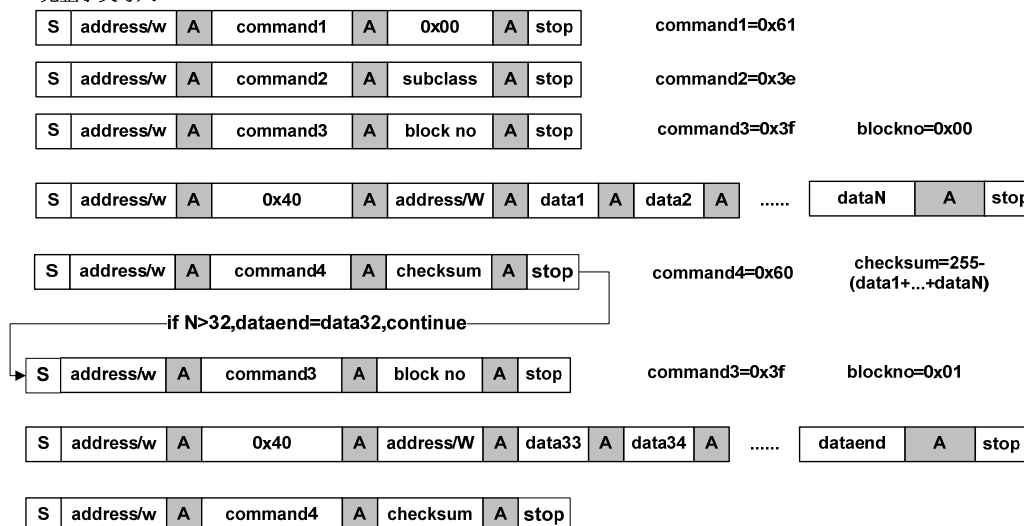 S address/w A command1 A 0x00 A stop command1=0x61
S address/w A command2 A subclass A stop command2=0x3e
S address/w A command3 A block no A stop command3=0x3f blockno=0x00
S address/w A 0x40 A address/W A data1 A data2 A ...... dataN A stop
S address/w A command4 A checksum A stop command4=0x60 checksum=255-
(data1+...+dataN)
if N>32,dataend=data32,continue
S address/w A command3 A block no A stop command3=0x3f blockno=0x01
S address/w A 0x40 A address/W A data33 A data34 A ...... dataend A stop
S address/w A command4 A checksum A stop